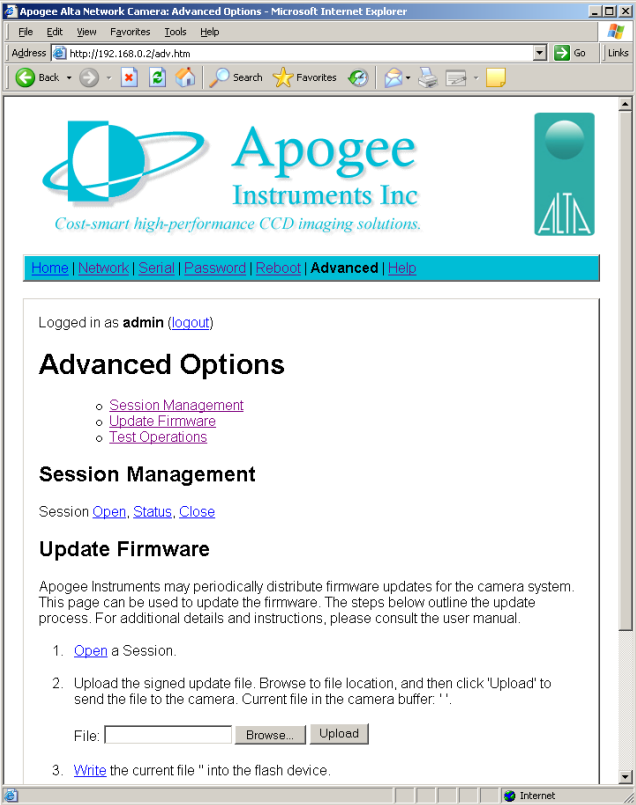 Apogee Alta Network Camera: Advanced Options - Microsoft Internet Explorer
File Edit View Favorites Tools Help
Address http://192.168.0.2/adv.htm Go Links
Back Search Favorites
Apogee
Instruments Inc
Cost-smart high-performance CCD imaging solutions.
ALTA
Home | Network | Serial | Password | Reboot | Advanced | Help
Logged in as admin (logout)
Advanced Options
Session Management
Update Firmware
Test Operations
Session Management
Session Open, Status, Close
Update Firmware
Apogee Instruments may periodically distribute firmware updates for the camera system.
This page can be used to update the firmware. The steps below outline the update
process. For additional details and instructions, please consult the user manual.
1. Open a Session.
2. Upload the signed update file. Browse to file location, and then click 'Upload' to
send the file to the camera. Current file in the camera buffer: ' '.
File: Browse... Upload
3. Write the current file '' into the flash device.
Internet